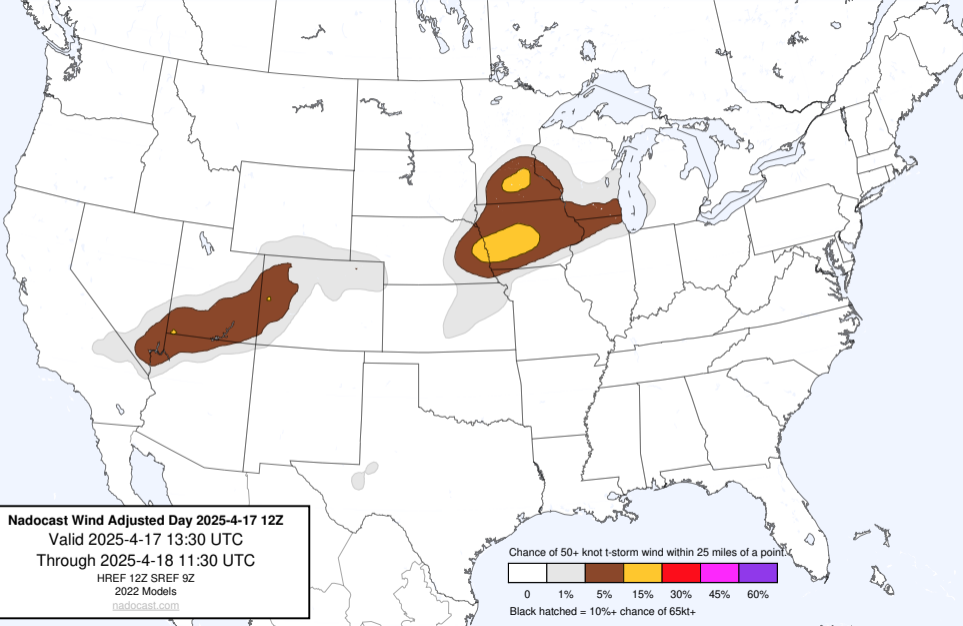 Nadocast Wind Adjusted Day 2025-4-17 12Z
Valid 2025-4-17 13:30 UTC
Through 2025-4-18 11:30 UTC
HREF 12Z SREF 9Z
2022 Models
nadocast.com
Chance of 50+ knot t-storm wind within 25 miles of a point.
0 1% 5% 15% 30% 45% 60%
Black hatched = 10%+ chance of 65kt+